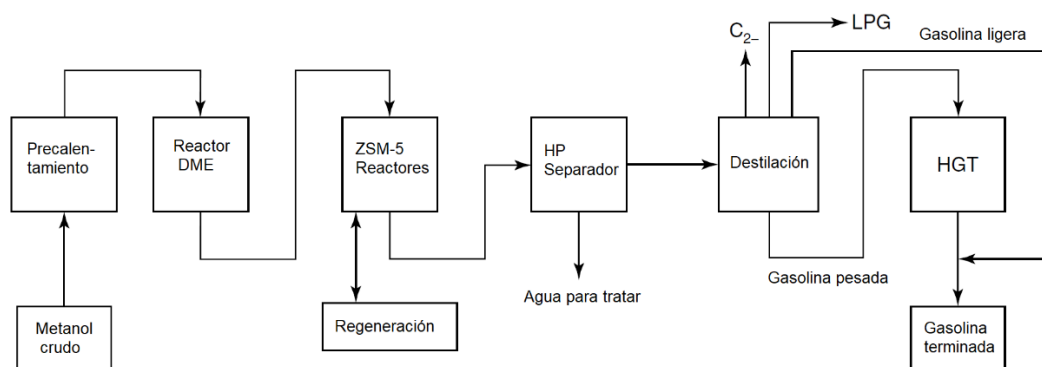 C2–
LPG
Gasolina ligera
Precalen-
tamiento
Reactor
DME
ZSM-5
Reactores
HP
Separador
Destilación
HGT
Gasolina pesada
Agua para tratar
Metanol
crudo
Regeneración
Gasolina
terminada